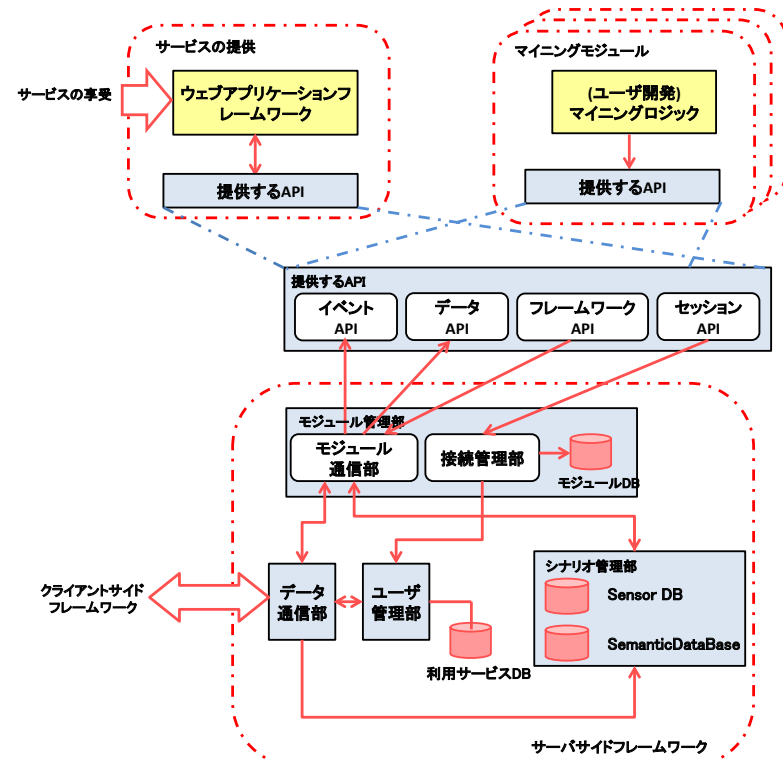 サービスの提供
サービスの享受
ウェブアプリケーションフ
レームワーク
提供するAPI
マイニングモジュール
(ユーザ開発)
マイニングロジック
提供するAPI
提供するAPI
イベント
API
データ
API
フレームワーク
API
セッション
API
モジュール管理部
モジュール
通信部
接続管理部
モジュールDB
クライアントサイド
フレームワーク
データ
通信部
ユーザ
管理部
利用サービスDB
シナリオ管理部
Sensor DB
SemanticDataBase
サーバサイドフレームワーク